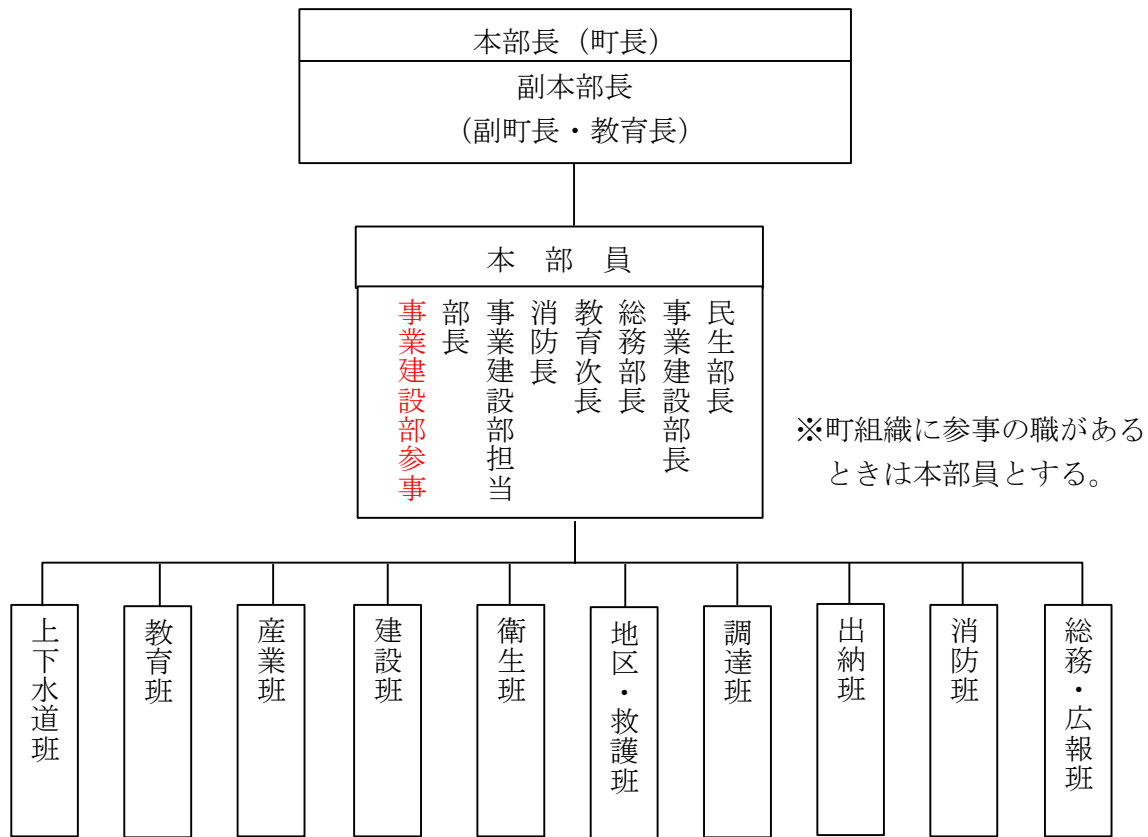 本部長（町長）
副本部長
（副町長・教育長）
本部員
民生部長
事業建設部長
総務部長
教育次長
消防長
事業建設部担当
部長
事業建設部参事
※町組織に参事の職がある
ときは本部員とする。
総務・広報班
消防班
出納班
調達班
地区・救護班
衛生班
建設班
産業班
教育班
上下水道班